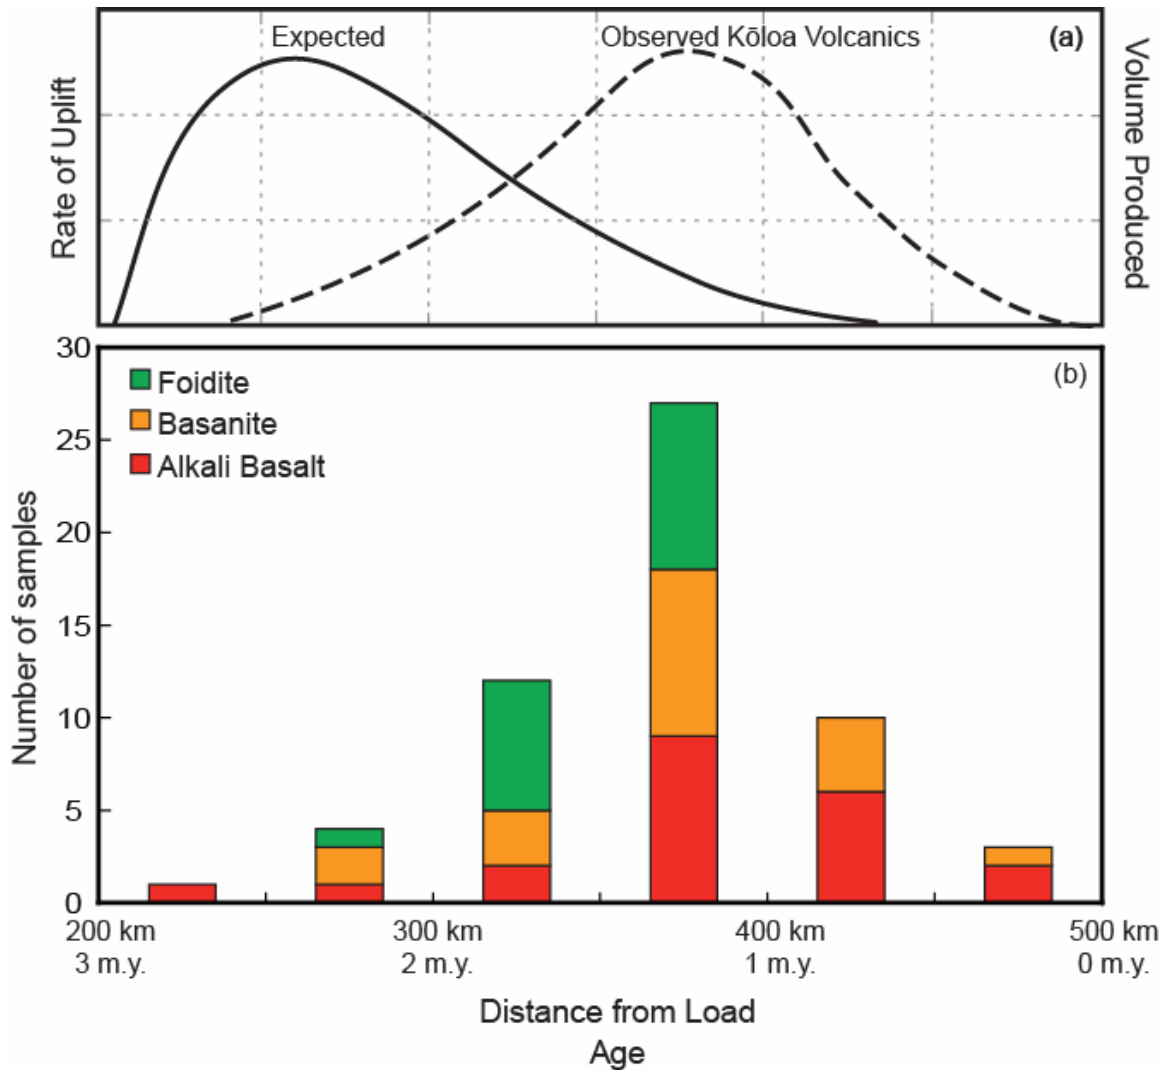 Expected
Observed Kōloa Volcanics
(a)
Rate of Uplift
Volume Produced
30
25
20
15
10
5
0
(b)
Foidite
Basanite
Alkali Basalt
Number of samples
200 km
3 m.y.
300 km
2 m.y.
400 km
1 m.y.
500 km
0 m.y.
Distance from Load
Age